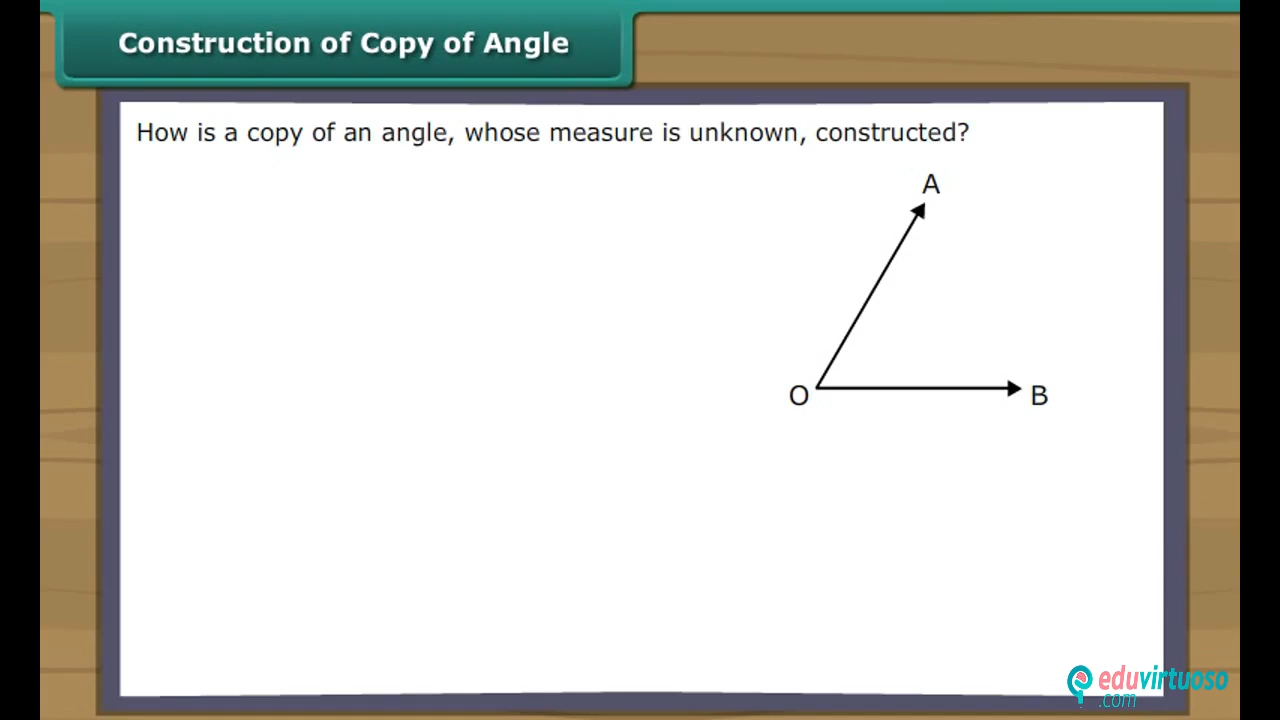 Construction of Copy of Angle
How is a copy of an angle, whose measure is unknown, constructed?
A
O
B
eduvirtuoso
.com